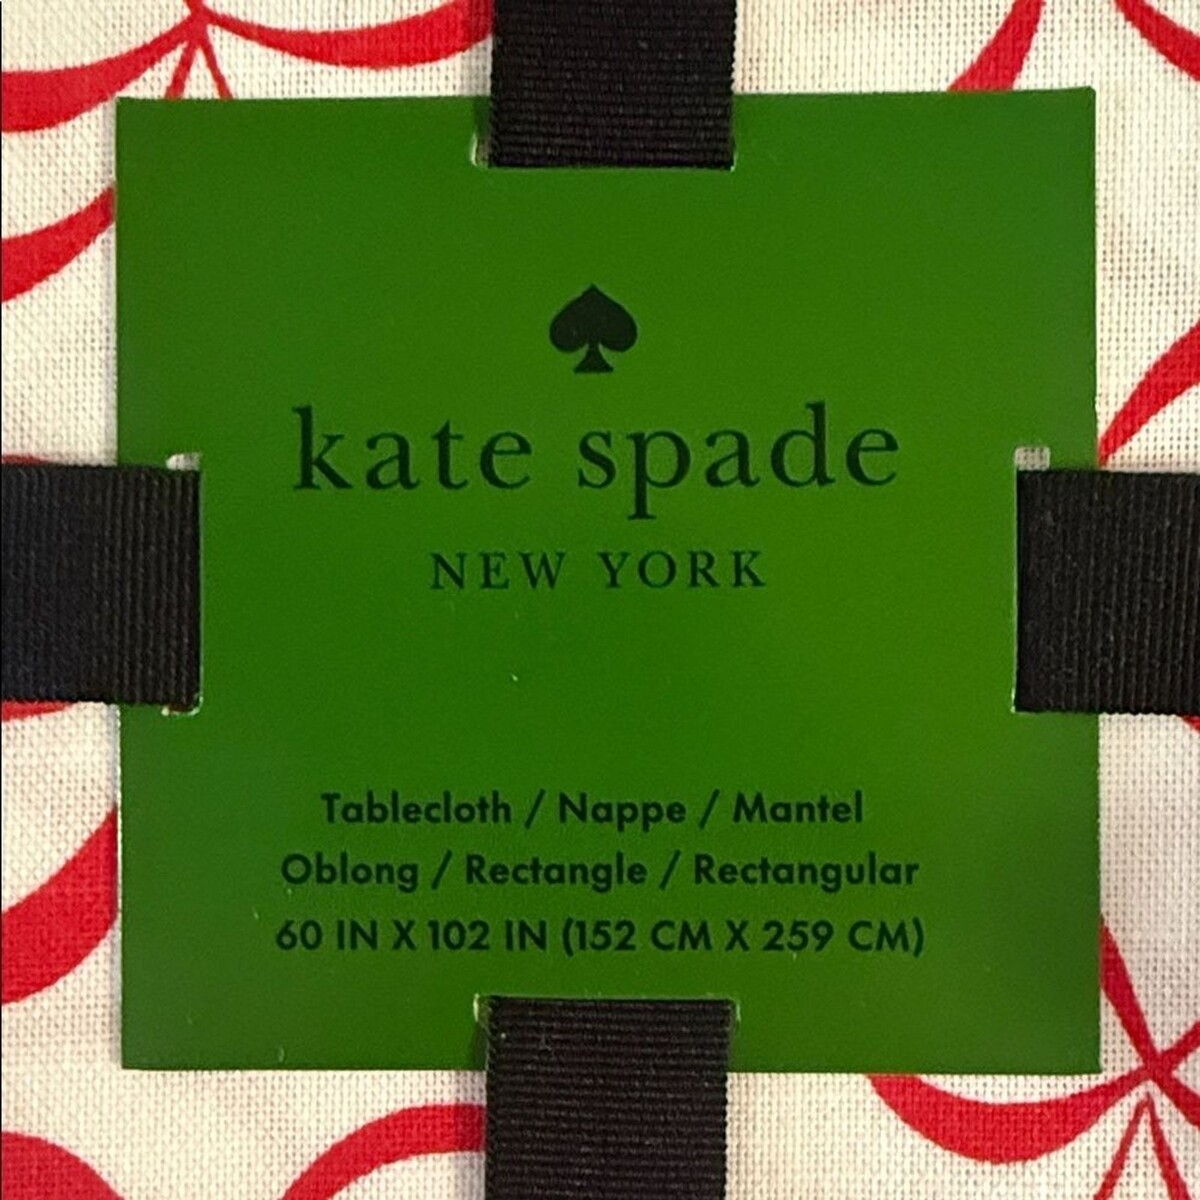 kate spade
NEW YORK
Tablecloth / Nappe / Mantel
Oblong / Rectangle / Rectangular
60 IN X 102 IN (152 CM X 259 CM)